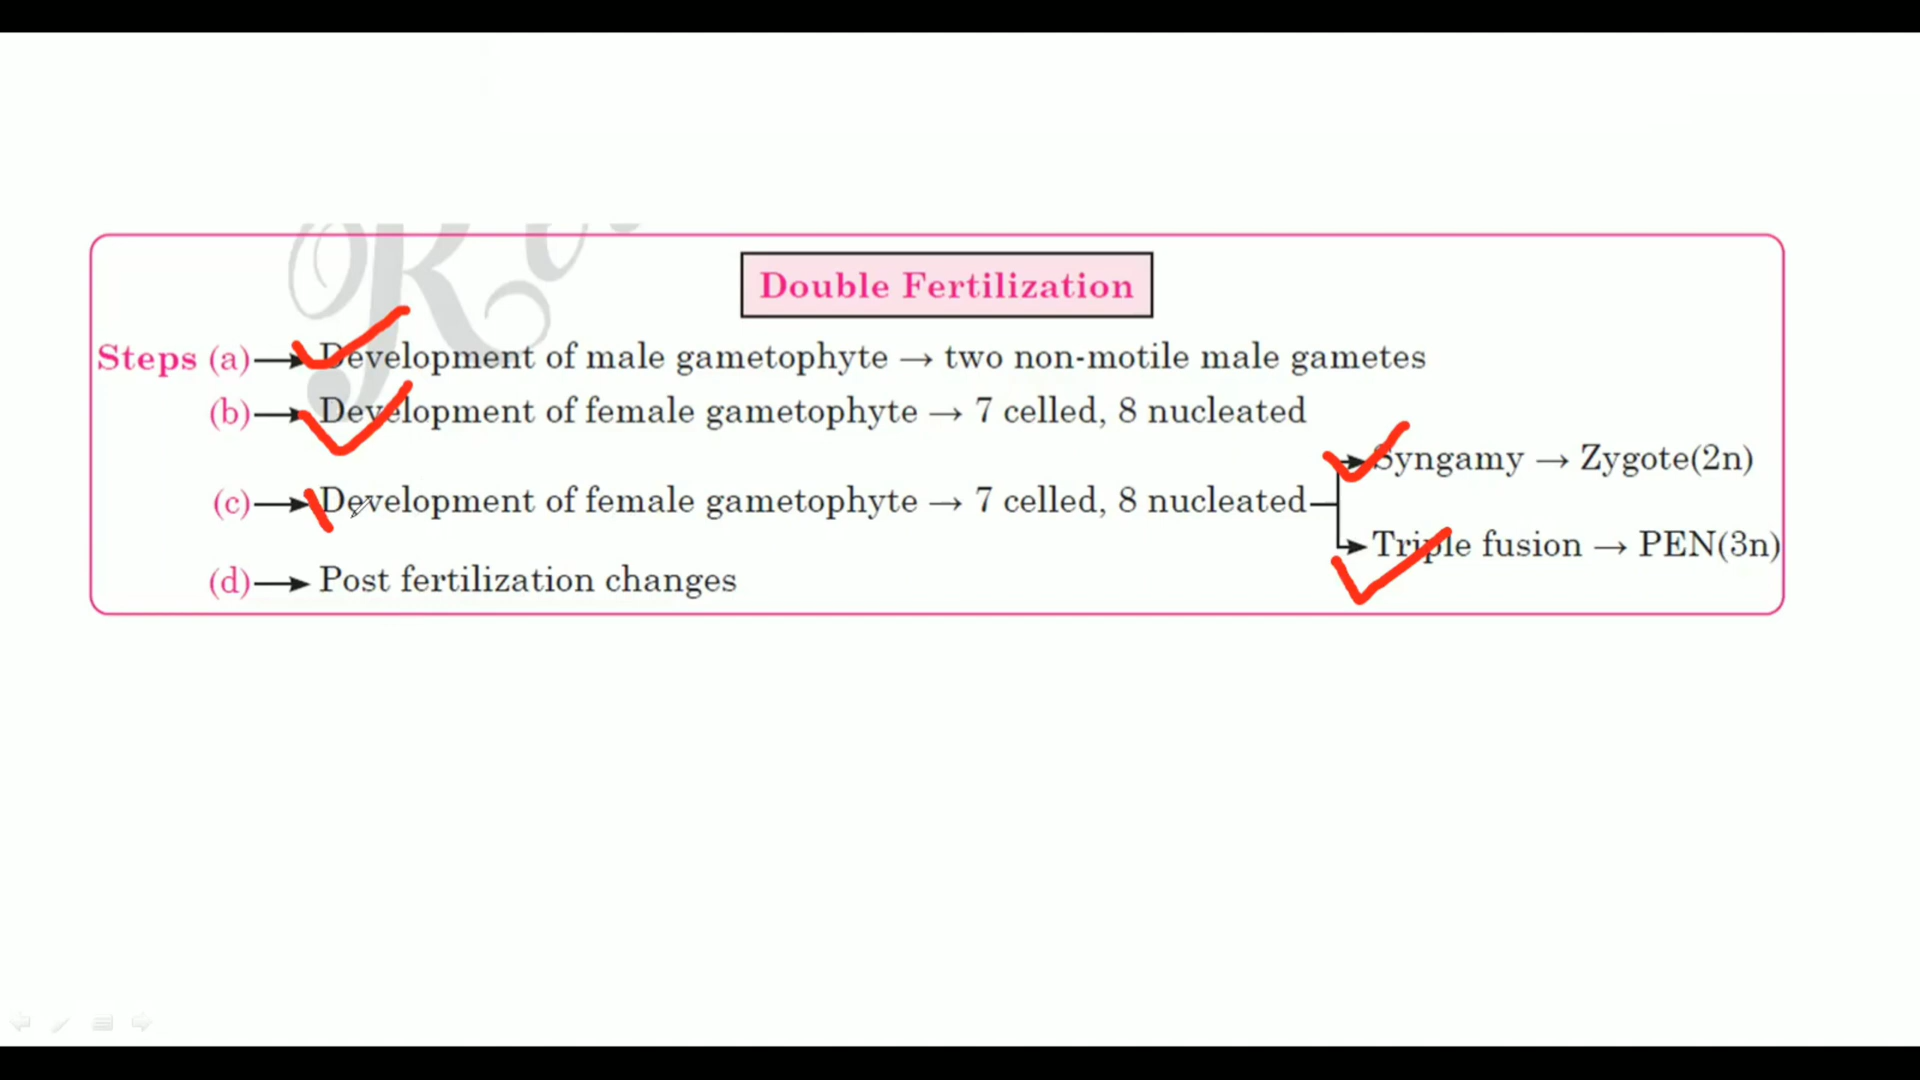 Double Fertilization
Steps (a) → Development of male gametophyte → two non-motile male gametes
(b) → Development of female gametophyte → 7 celled, 8 nucleated
Syngamy → Zygote(2n)
(c) → Development of female gametophyte → 7 celled, 8 nucleated
Triple fusion → PEN(3n)
(d) → Post fertilization changes